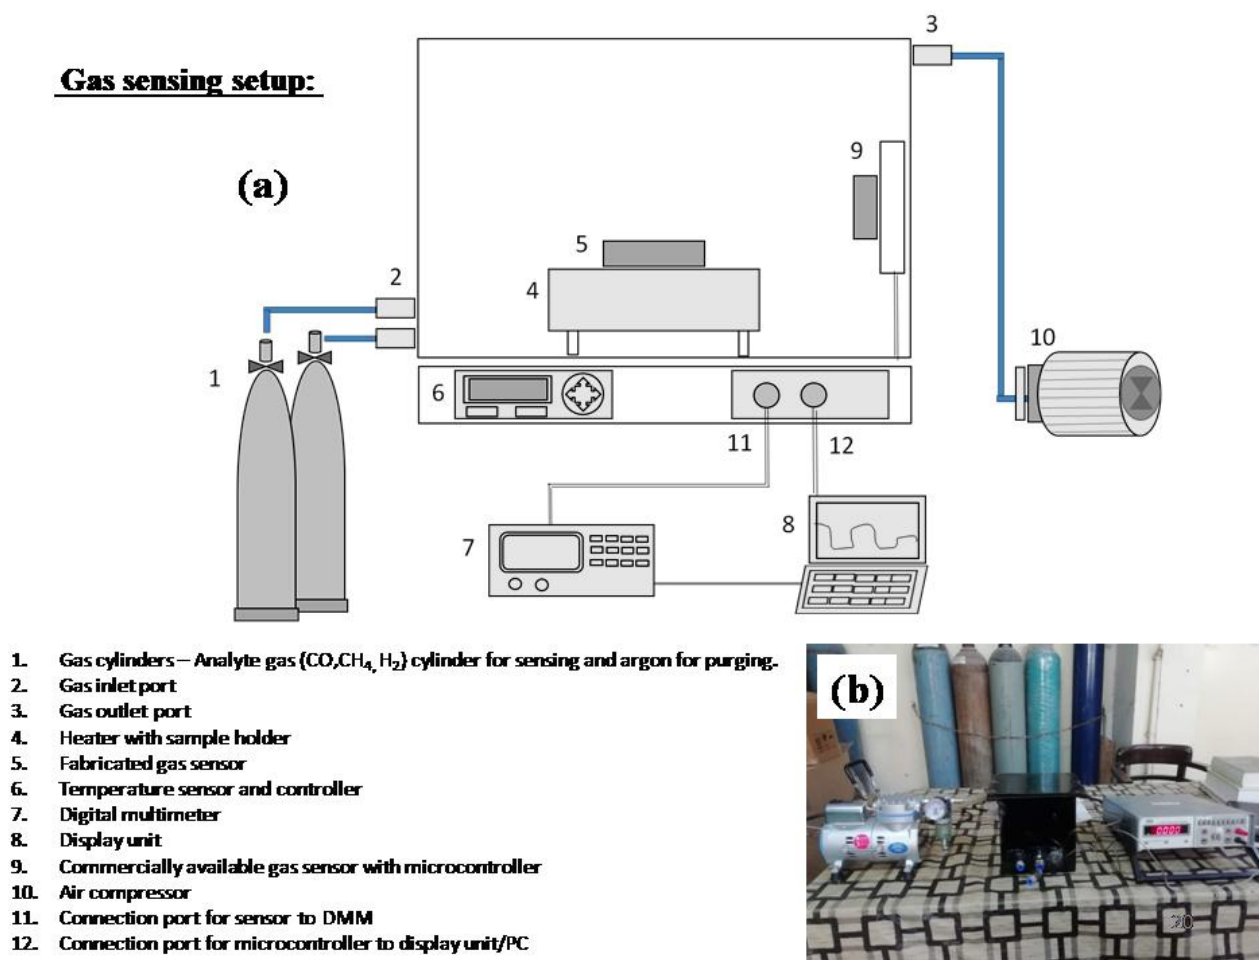 Gas sensing setup:
(a)
3
9
5
4
2
1
10
6
11
12
7
8
1. Gas cylinders – Analyte gas (CO,CH4, H2) cylinder for sensing and argon for purging.
2. Gas inlet port
3. Gas outlet port
4. Heater with sample holder
5. Fabricated gas sensor
6. Temperature sensor and controller
7. Digital multimeter
8. Display unit
9. Commercially available gas sensor with microcontroller
10. Air compressor
11. Connection port for sensor to DMM
12. Connection port for microcontroller to display unit/PC
(b)
20